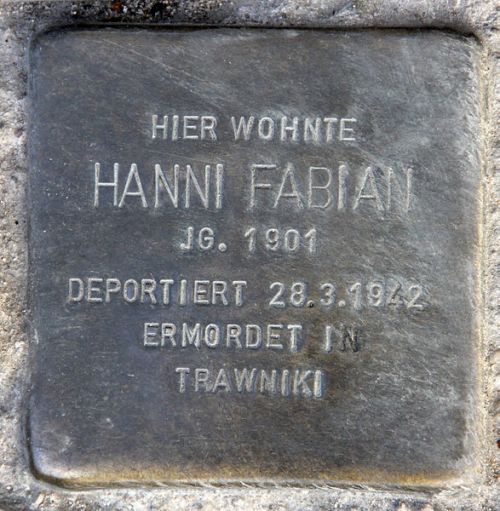 HIER WOHNTE
HANNI FABIAN
JG. 1901
DEPORTIERT 28.3.1942
ERMORDET IN
TRAWNIKI